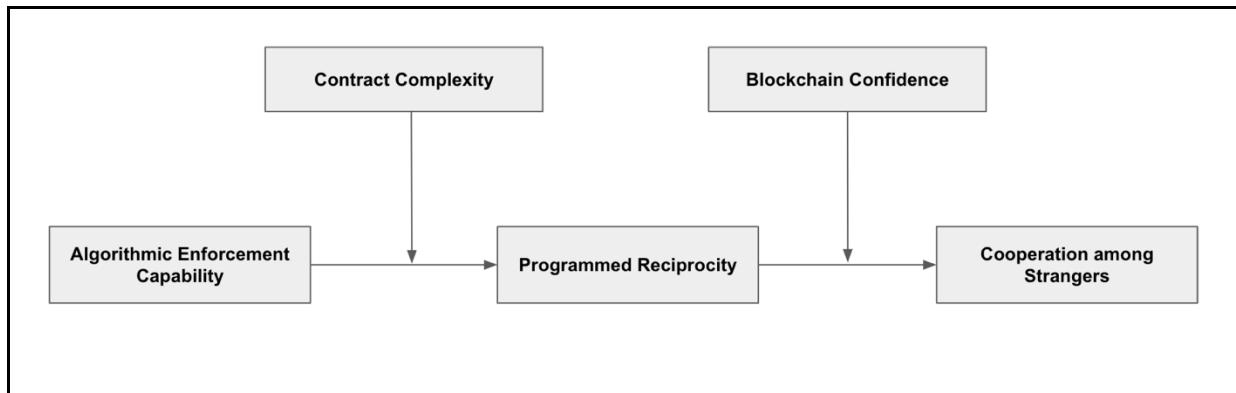 Contract Complexity
Blockchain Confidence
Algorithmic Enforcement
Capability
Programmed Reciprocity
Cooperation among
Strangers